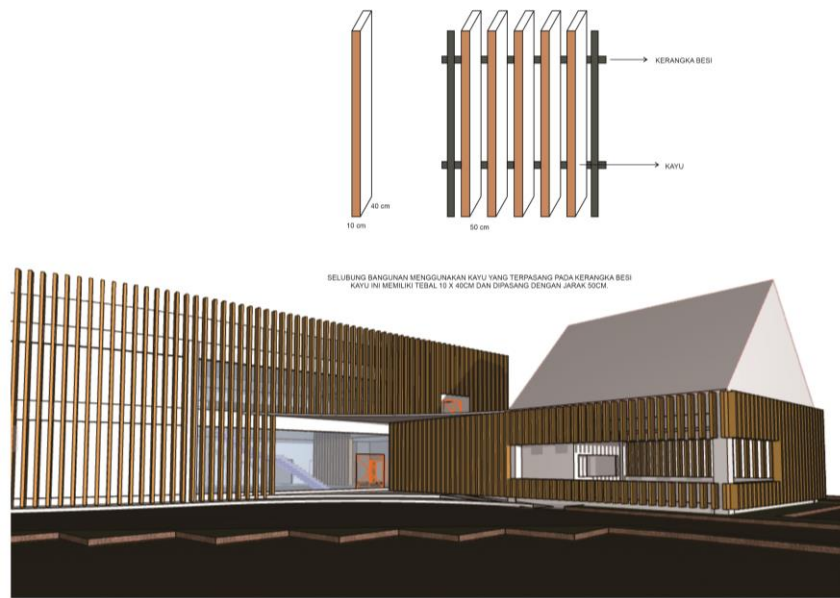 KERANGKA BESI
KAYU
40 cm
10 cm
50 cm
SELUBUNG BANGUNAN MENGGUNAKAN KAYU YANG TERPASANG PADA KERANGKA BESI
KAYU INI MEMILIKI TEBAL 10 X 40CM DAN DIPASANG DENGAN JARAK 50CM.